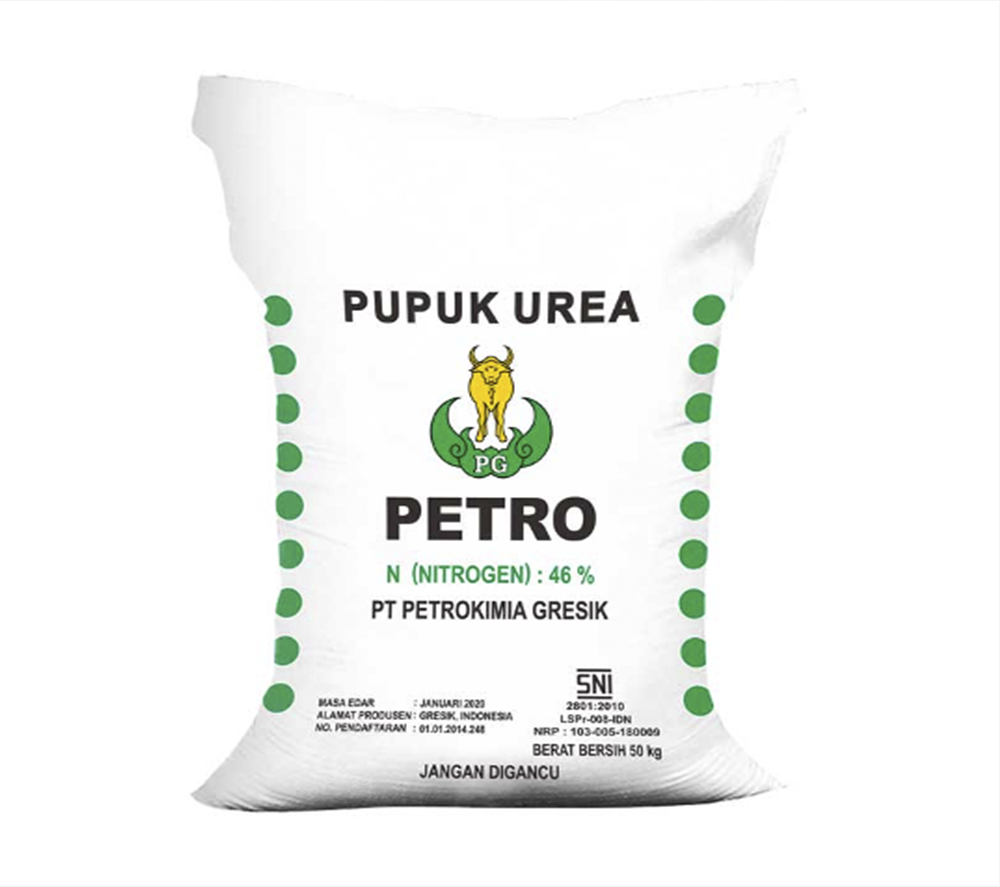 PUPUK UREA
PG
PETRO
N (NITROGEN) : 46 %
PT PETROKIMIA GRESIK
MASA EDAR : JANUARI 2020
ALAMAT PRODUSEN : GRESIK, INDONESIA
NO. PENDAFTARAN : 01.01.2014.248
SNI
2801:2010
LSPr-008-IDN
NRP : 103-005-180009
BERAT BERSIH 50 kg
JANGAN DIGANCU